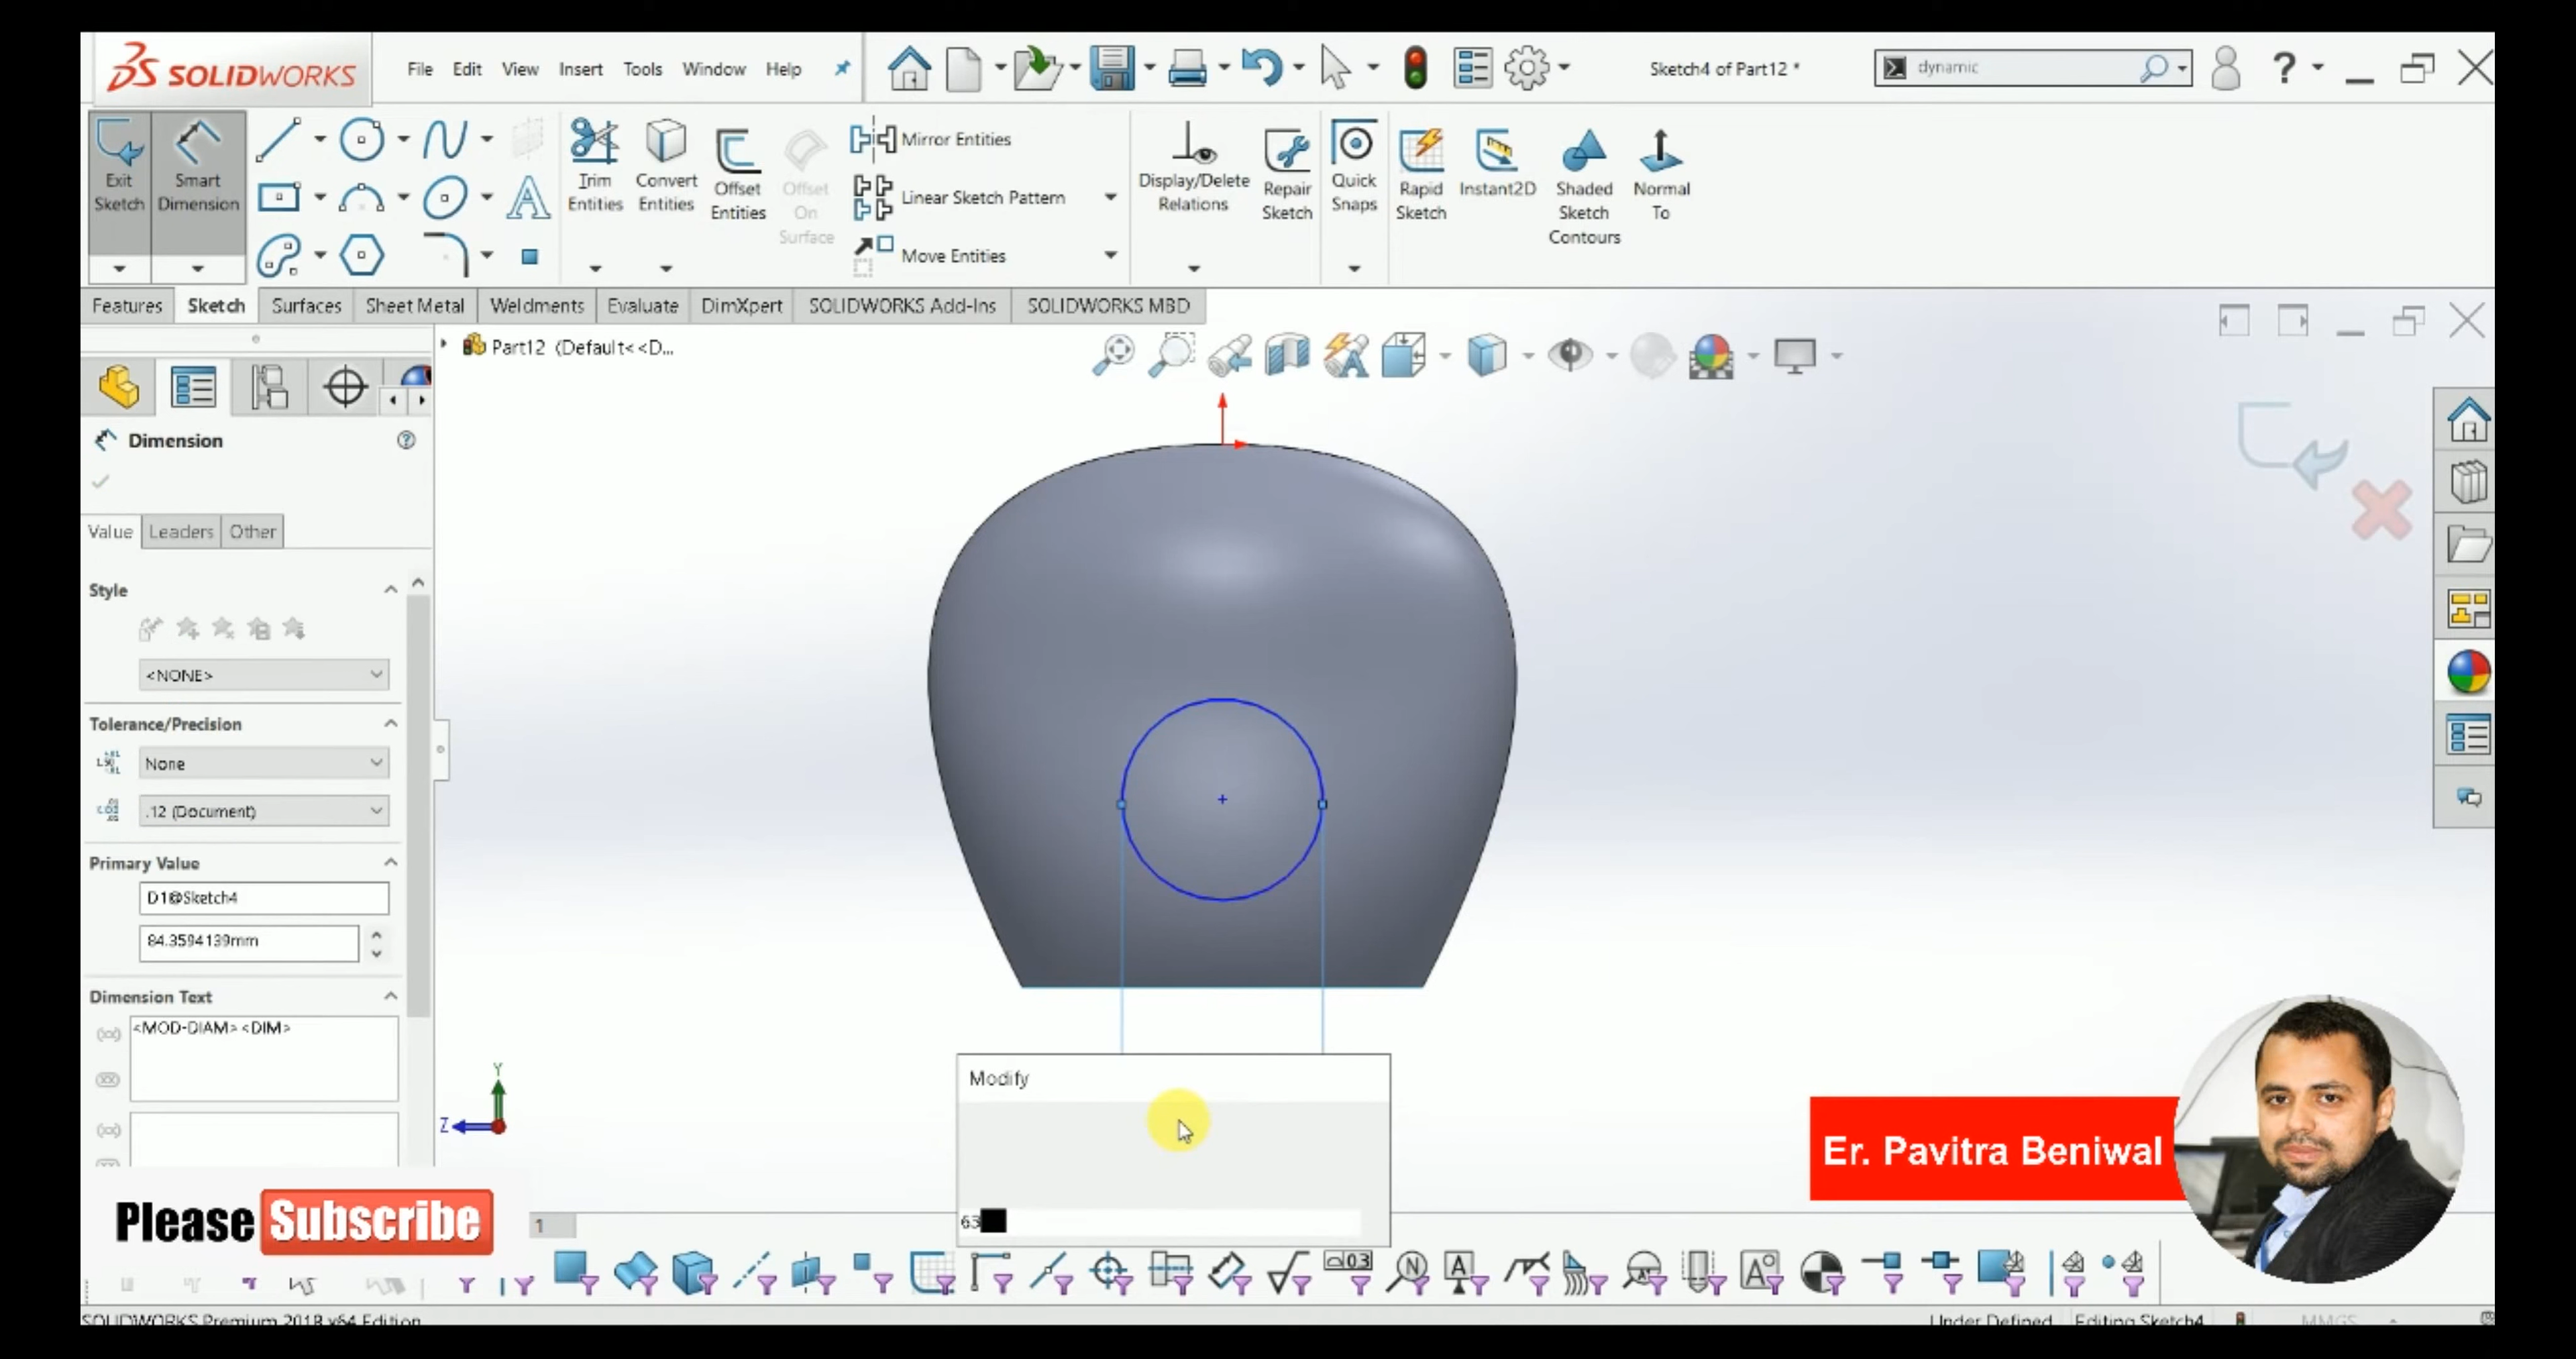 SOLIDWORKS
File Edit View Insert Tools Window Help
Sketch4 of Part12 *
dynamic
Exit Sketch
Smart Dimension
Trim Entities
Convert Entities
Offset Entities
Offset On Surface
Mirror Entities
Linear Sketch Pattern
Move Entities
Display/Delete Relations
Repair Sketch
Quick Snaps
Rapid Sketch
Instant2D
Shaded Sketch Contours
Normal To
Features Sketch Surfaces Sheet Metal Weldments Evaluate DimXpert SOLIDWORKS Add-Ins SOLIDWORKS MBD
Part12 (Default<<D...
Dimension
Value Leaders Other
Style
<NONE>
Tolerance/Precision
None
.12 (Document)
Primary Value
D1@Sketch4
84.3594139mm
Dimension Text
<MOD-DIAM><DIM>
Y
Z
Modify
63
Er. Pavitra Beniwal
Please Subscribe
1
SOLIDWORKS Premium 2018 x64 Edition
Under Defined Editing Sketch4 MMGS